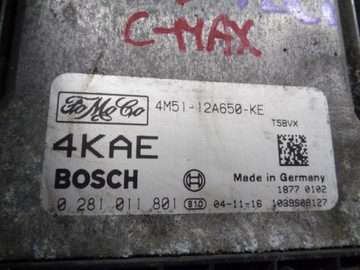 C-MAX
FoMoCo
4M51-12A650-KE
T5BVX
4KAE
BOSCH
Made in Germany
1877 0102
0 281 011 801 810 04-11-16 1039S08127